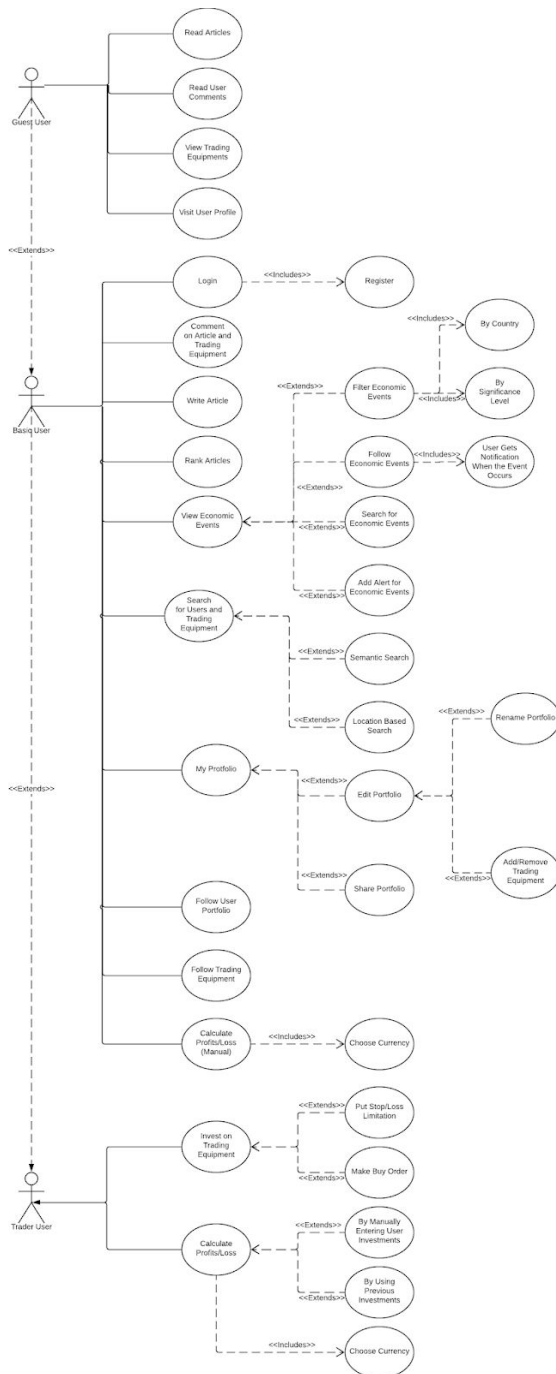 Read Articles
Read User
Comments
Guest User
View Trading
Equipments
Visit User Profile
<<Extends>>
Login
<<Includes>>
Register
Comment
on Article and
Trading
Equipment
<<Includes>>
By Country
Basic User
Write Article
<<Extends>>
Filter Economic
Events
<<Includes>>
By
Significance
Level
Rank Articles
Follow
Economic Events
<<Includes>>
User Gets
Notification
When the Event
Occurs
<<Extends>>
View Economic
Events
<<Extends>>
Search for
Economic Events
<<Extends>>
Add Alert for
Economic Events
Search
for Users and
Trading
Equipment
<<Extends>>
Semantic Search
<<Extends>>
Location Based
Search
<<Extends>>
Rename Portfolio
My Protfolio
<<Extends>>
Edit Portfolio
<<Extends>>
<<Extends>>
Add/Remove
Trading
Equipment
<<Extends>>
Share Portfolio
Follow User
Portfolio
Follow Trading
Equipment
Calculate
Profits/Loss
(Manual)
<<Includes>>
Choose Currency
<<Extends>>
Put Stop/Loss
Limitation
Invest on
Trading
Equipment
<<Extends>>
Make Buy Order
Trader User
<<Extends>>
By Manually
Entering User
Investments
Calculate
Profits/Loss
<<Extends>>
By Using
Previous
Investments
<<Includes>>
Choose Currency